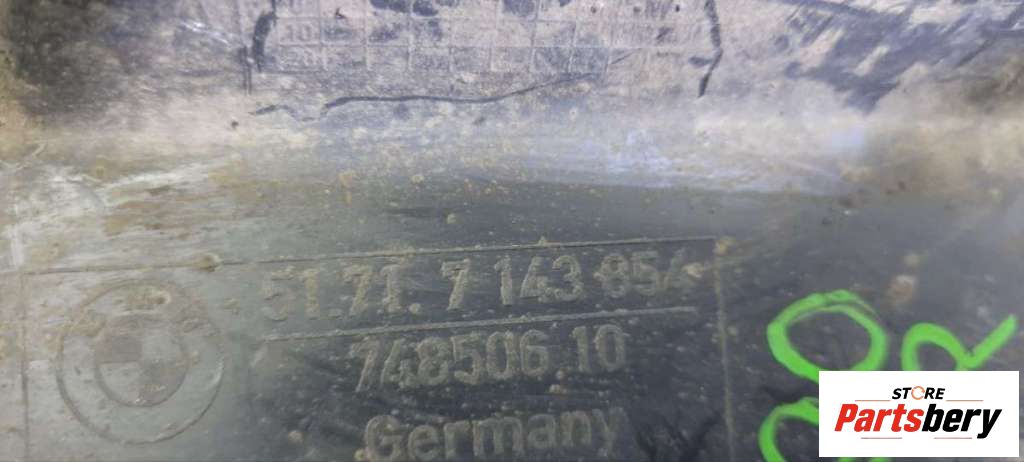 51.71.7 143 854
748506.10
Germany
STORE
Partsbery